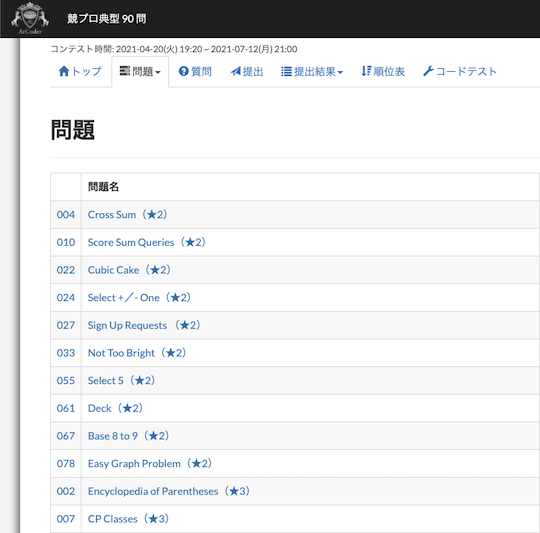 AtCoder
競プロ典型 90 問
コンテスト時間: 2021-04-20(火) 19:20 ~ 2021-07-12(月) 21:00
トップ 問題 質問 提出 提出結果 順位表 コードテスト
問題
問題名
004 Cross Sum（★2）
010 Score Sum Queries（★2）
022 Cubic Cake（★2）
024 Select +／- One（★2）
027 Sign Up Requests （★2）
033 Not Too Bright（★2）
055 Select 5（★2）
061 Deck（★2）
067 Base 8 to 9（★2）
078 Easy Graph Problem（★2）
002 Encyclopedia of Parentheses（★3）
007 CP Classes（★3）